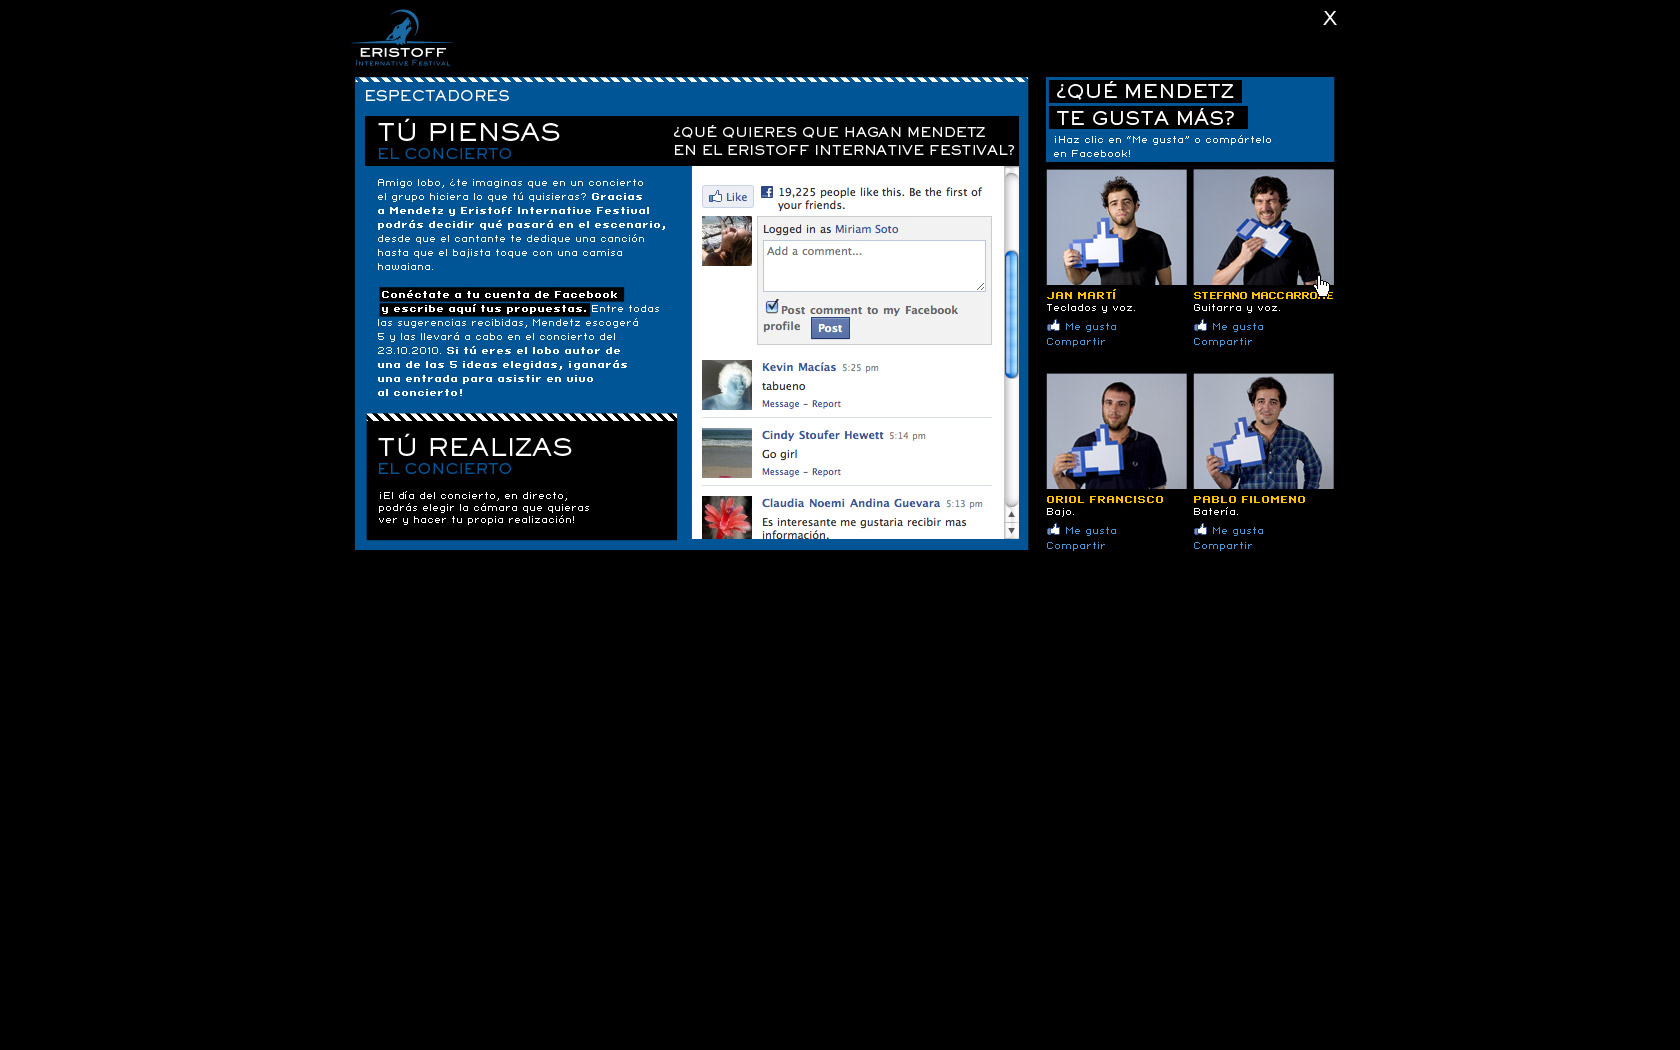 X
ERISTOFF
INTERNATIVE FESTIVAL
ESPECTADORES
TÚ PIENSAS
EL CONCIERTO
¿QUÉ QUIERES QUE HAGAN MENDETZ
EN EL ERISTOFF INTERNATIVE FESTIVAL?
Amigo lobo, ¿te imaginas que en un concierto
el grupo hiciera lo que tú quisieras? Gracias
a Mendetz y Eristoff Internative Festival
podrás decidir qué pasará en el escenario,
desde que el cantante te dedique una canción
hasta que el bajista toque con una camisa
hawaiana.
Conéctate a tu cuenta de Facebook
y escribe aquí tus propuestas. Entre todas
las sugerencias recibidas, Mendetz escogerá
5 y las llevará a cabo en el concierto del
23.10.2010. Si tú eres el lobo autor de
una de las 5 ideas elegidas, ¡ganarás
una entrada para asistir en vivo
al concierto!
TÚ REALIZAS
EL CONCIERTO
¡El día del concierto, en directo,
podrás elegir la cámara que quieras
ver y hacer tu propia realización!
Like
19,225 people like this. Be the first of
your friends.
Logged in as Miriam Soto
Add a comment...
Post comment to my Facebook
profile Post
Kevin Macías 5:25 pm
tabueno
Message - Report
Cindy Stoufer Hewett 5:14 pm
Go girl
Message - Report
Claudia Noemi Andina Guevara 5:13 pm
Es interesante me gustaria recibir mas
información.
¿QUÉ MENDETZ
TE GUSTA MÁS?
¡Haz clic en "Me gusta" o compártelo
en Facebook!
JAN MARTÍ
Teclados y voz.
Me gusta
Compartir
STEFANO MACCARRONE
Guitarra y voz.
Me gusta
Compartir
ORIOL FRANCISCO
Bajo.
Me gusta
Compartir
PABLO FILOMENO
Batería.
Me gusta
Compartir